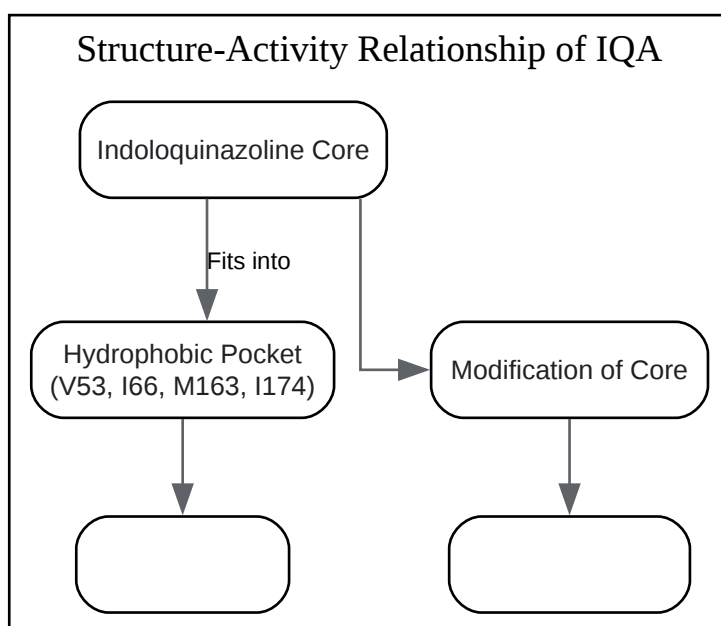 Structure-Activity Relationship of IQA
Indoloquinazoline Core
Fits into
Hydrophobic Pocket
(V53, I66, M163, I174)
Modification of Core